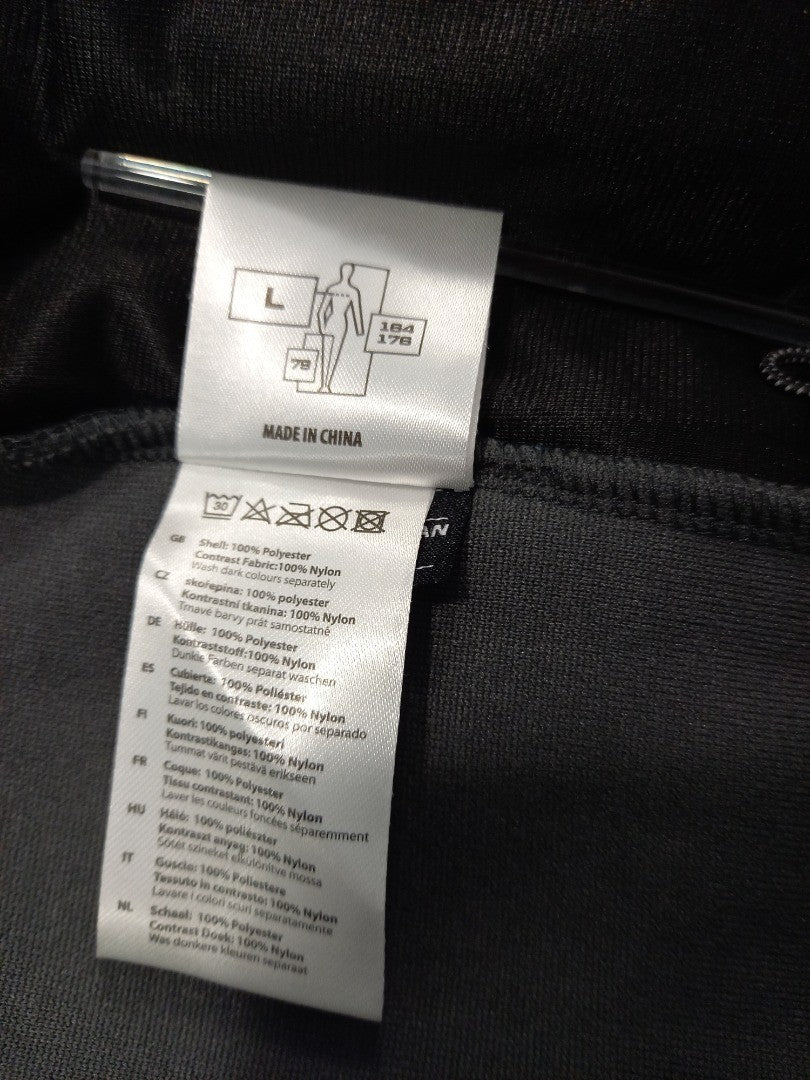 L
164
176
78
MADE IN CHINA
30
AN
GB Shell: 100% Polyester
Contrast Fabric:100% Nylon
Wash dark colours separately
CZ skořepina: 100% polyester
Kontrastní tkanina: 100% Nylon
Tmavé barvy prát samostatně
DE Hülle: 100% Polyester
Kontraststoff:100% Nylon
Dunkle Farben separat waschen
ES Cubierta: 100% Poliéster
Tejido en contraste: 100% Nylon
Lavar los colores oscuros por separado
FI Kuori: 100% polyesteri
Kontrastikangas: 100% Nylon
Tummat värit pestävä erikseen
FR Coque: 100% Polyester
Tissu contrastant: 100% Nylon
Laver les couleurs foncées séparemment
HU Héjó: 100% poliészter
Kontraszt anyag: 100% Nylon
Sötét színeket elkülönítve mossa
IT Guscio: 100% Poliestere
Tessuto in contrasto: 100% Nylon
Lavare i colori scuri separatamente
NL Schaal: 100% Polyester
Contrast Doek: 100% Nylon
Was donkere kleuren separaat